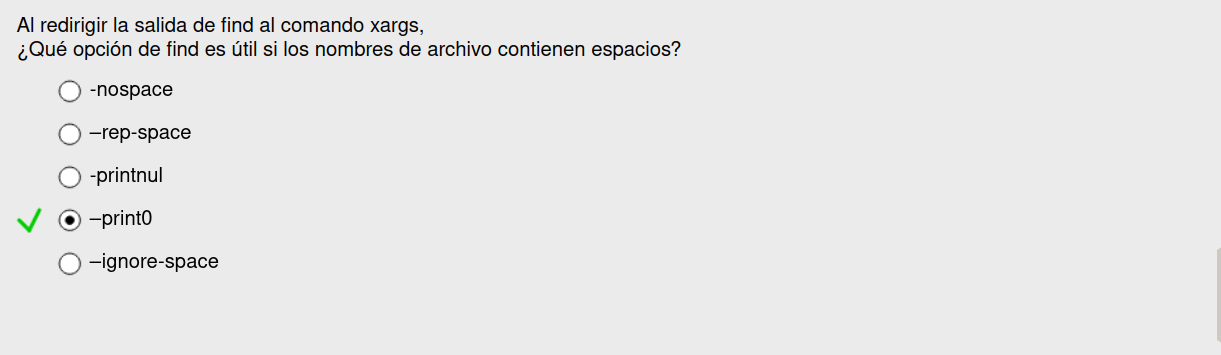 Al redirigir la salida de find al comando xargs,
¿Qué opción de find es útil si los nombres de archivo contienen espacios?
-nospace
–rep-space
-printnul
–print0
–ignore-space